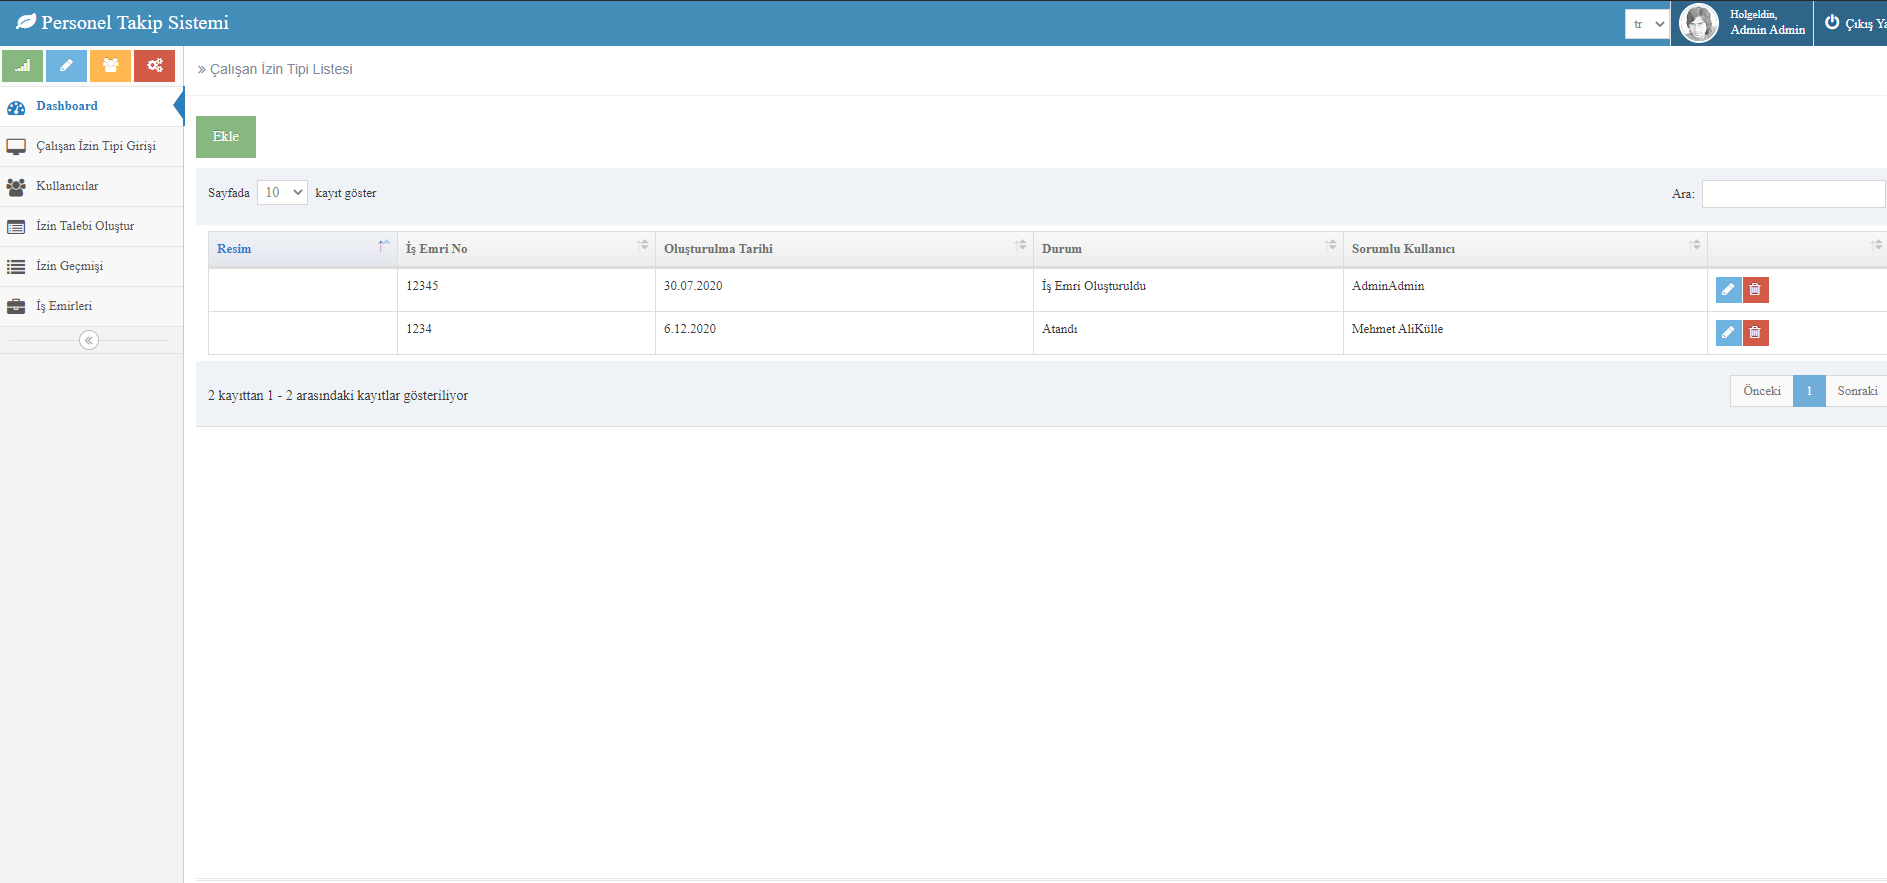 Personel Takip Sistemi
tr
Holgeldin,
Admin Admin
Çıkış Ya
Dashboard
Çalışan İzin Tipi Girişi
Kullanıcılar
İzin Talebi Oluştur
İzin Geçmişi
İş Emirleri
Çalışan İzin Tipi Listesi
Ekle
Sayfada 10 kayıt göster
Ara:
Resim İş Emri No Oluşturulma Tarihi Durum Sorumlu Kullanıcı
12345 30.07.2020 İş Emri Oluşturuldu AdminAdmin
1234 6.12.2020 Atandı Mehmet AliKülle
2 kayıttan 1 - 2 arasındaki kayıtlar gösteriliyor
Önceki 1 Sonraki